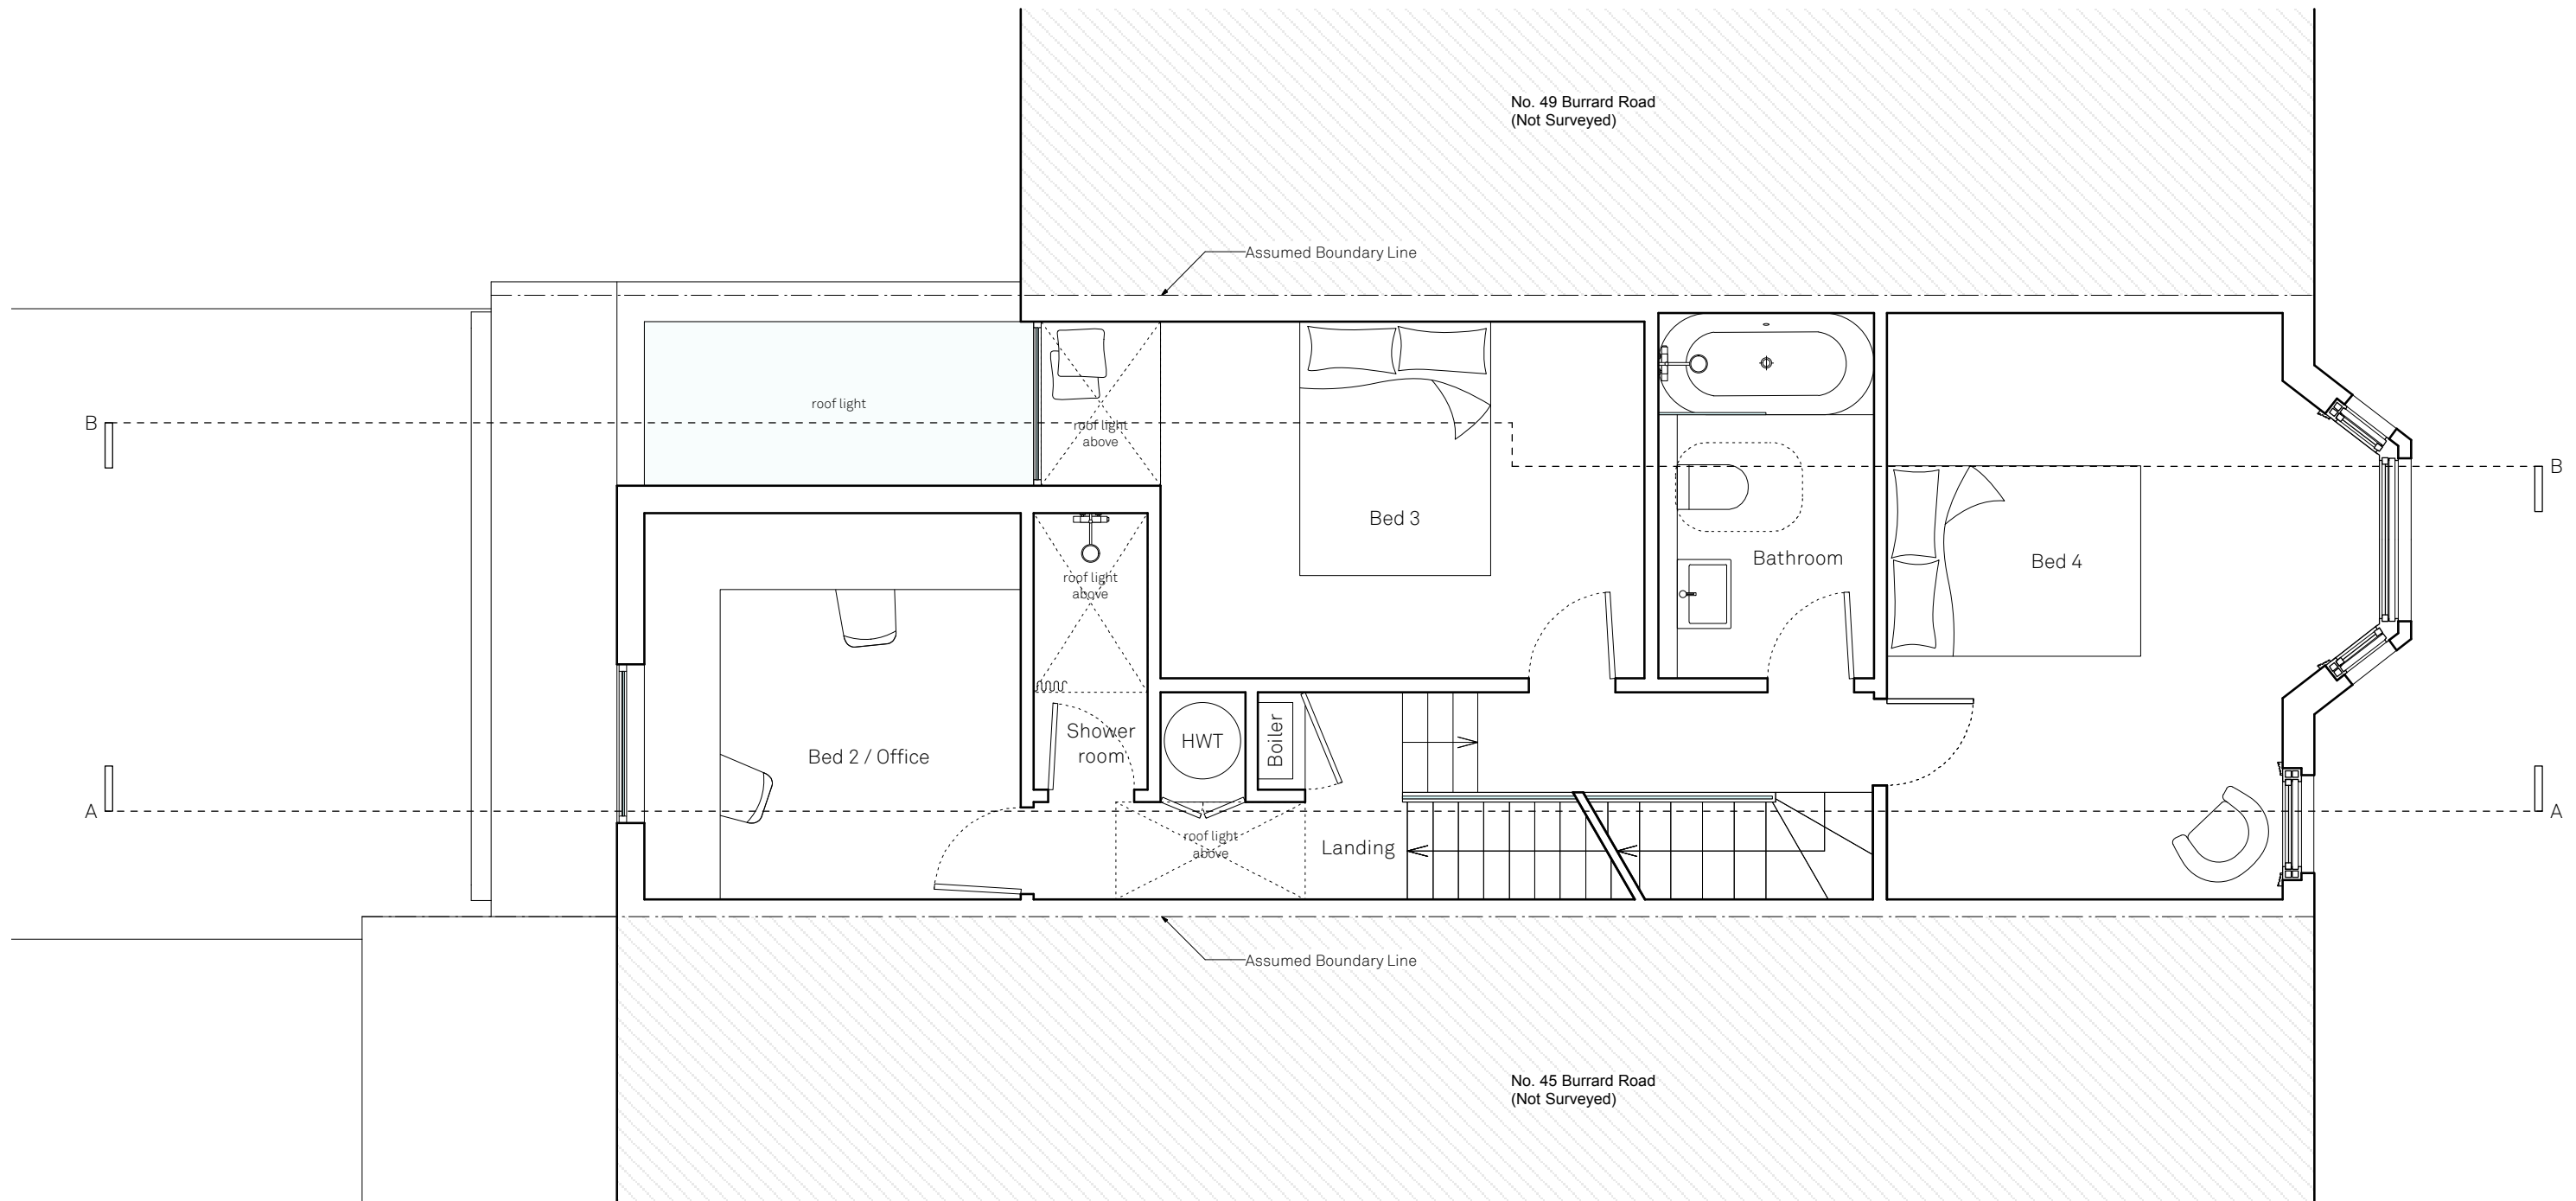 No. 49 Burrard Road
(Not Surveyed)
Assumed Boundary Line
roof light
B
roof light
above
B
Bed 3
Bathroom
Bed 4
roof light
above
Shower
room
HWT
Boiler
Bed 2 / Office
A
A
roof light
above
Landing
Assumed Boundary Line
No. 45 Burrard Road
(Not Surveyed)